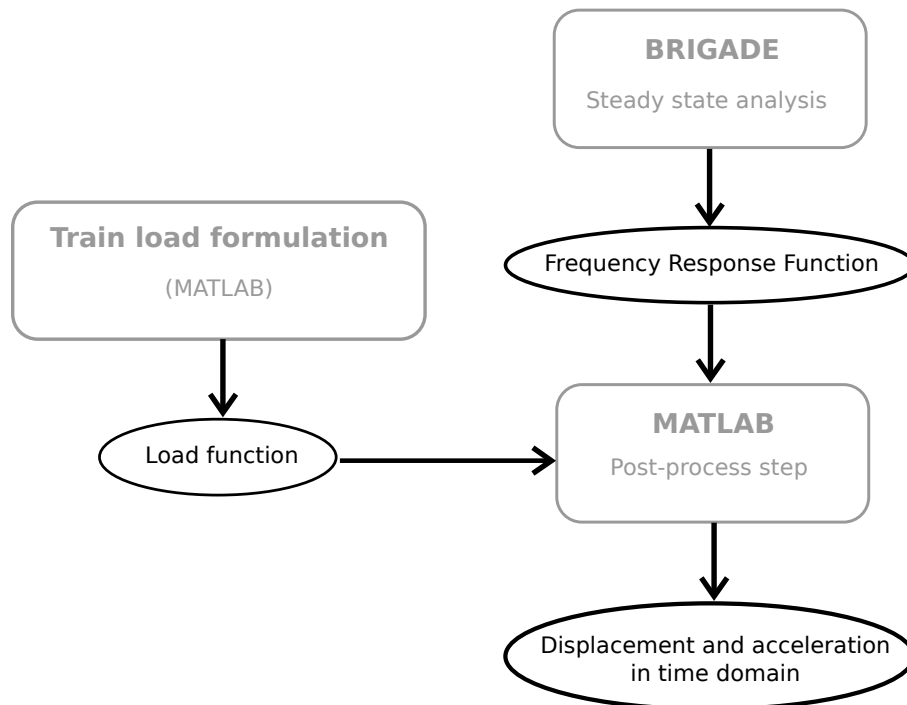 BRIGADE
Steady state analysis
Train load formulation
(MATLAB)
Frequency Response Function
Load function
MATLAB
Post-process step
Displacement and acceleration
in time domain